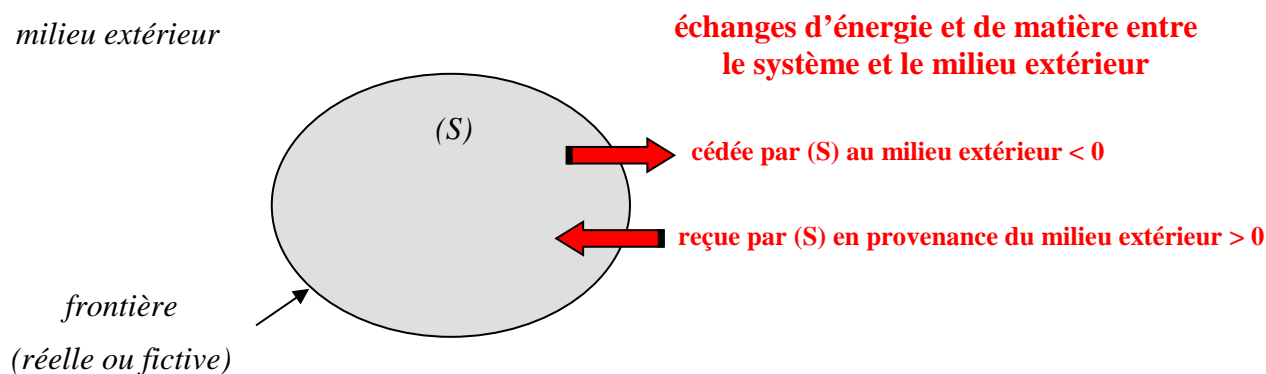 milieu extérieur
échanges d'énergie et de matière entre
le système et le milieu extérieur
(S)
cédée par (S) au milieu extérieur < 0
reçue par (S) en provenance du milieu extérieur > 0
frontière
(réelle ou fictive)